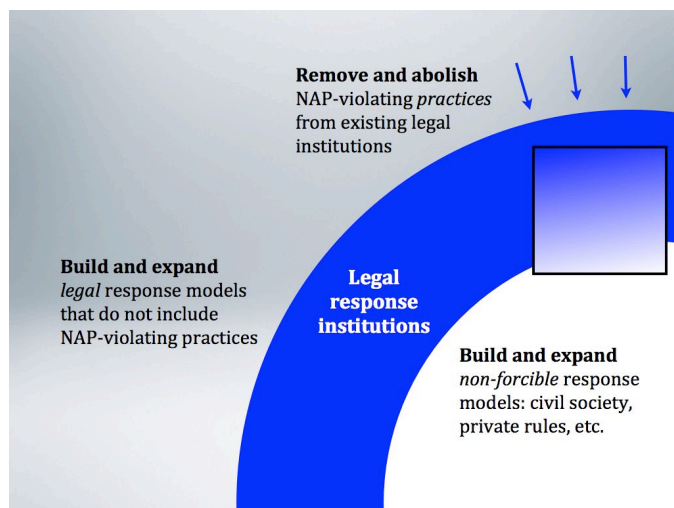 Remove and abolish
NAP-violating practices
from existing legal
institutions
Build and expand
legal response models
that do not include
NAP-violating practices
Legal
response
institutions
Build and expand
non-forcible response
models: civil society,
private rules, etc.